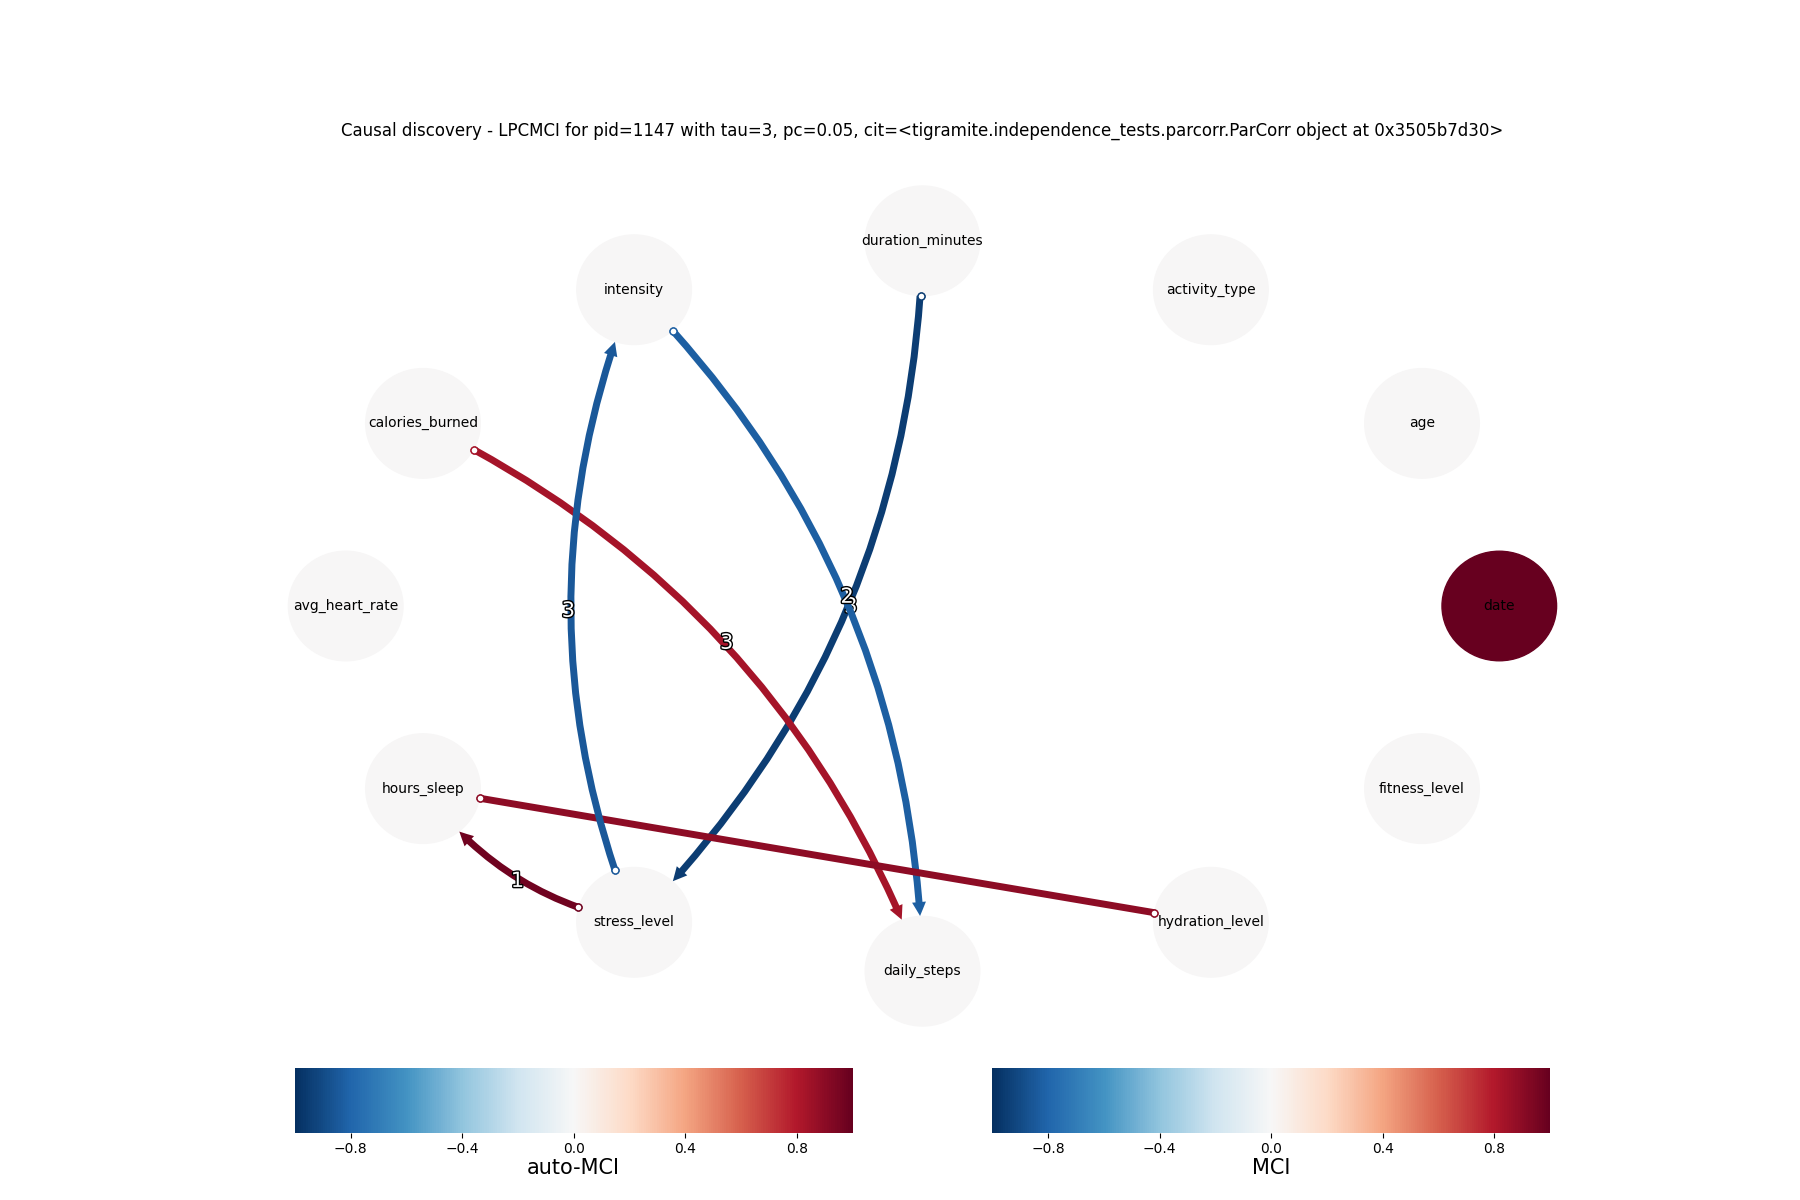 Causal discovery - LPCMCI for pid=1147 with tau=3, pc=0.05, cit=<tigramite.independence_tests.parcorr.ParCorr object at 0x3505b7d30>
duration_minutes
intensity
activity_type
calories_burned
age
2
3
avg_heart_rate
date
3
3
hours_sleep
fitness_level
1
stress_level
hydration_level
daily_steps
−0.8 −0.4 0.0 0.4 0.8
auto-MCI
−0.8 −0.4 0.0 0.4 0.8
MCI